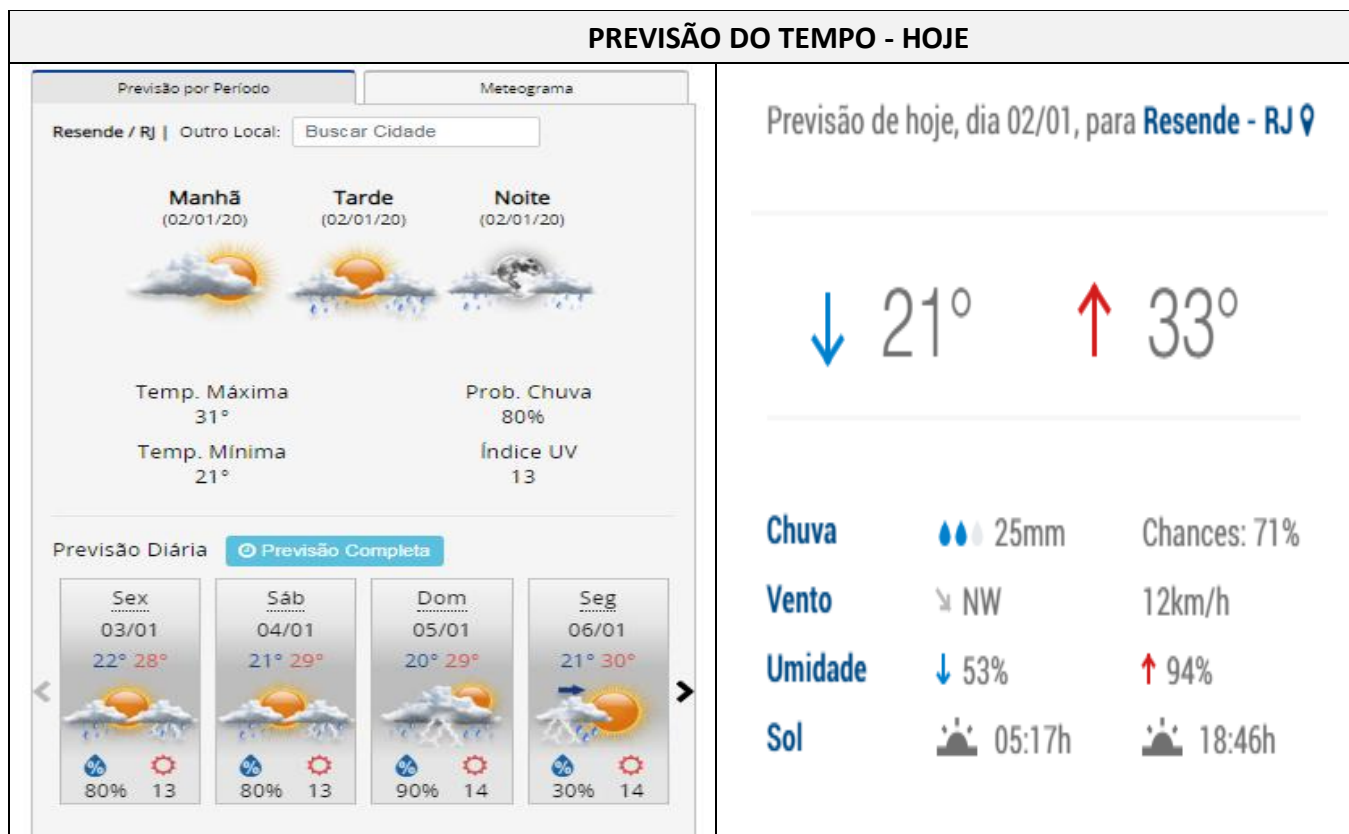 PREVISÃO DO TEMPO - HOJE
Previsão por Período Meteograma
Resende / RJ | Outro Local: Buscar Cidade
Manhã Tarde Noite
(02/01/20) (02/01/20) (02/01/20)
Temp. Máxima Prob. Chuva
31° 80%
Temp. Mínima Índice UV
21° 13
Previsão Diária Previsão Completa
Sex Sáb Dom Seg
03/01 04/01 05/01 06/01
22° 28° 21° 29° 20° 29° 21° 30°
% % % %
80% 13 80% 13 90% 14 30% 14
Previsão de hoje, dia 02/01, para Resende - RJ
21° 33°
Chuva 25mm Chances: 71%
Vento NW 12km/h
Umidade 53% 94%
Sol 05:17h 18:46h